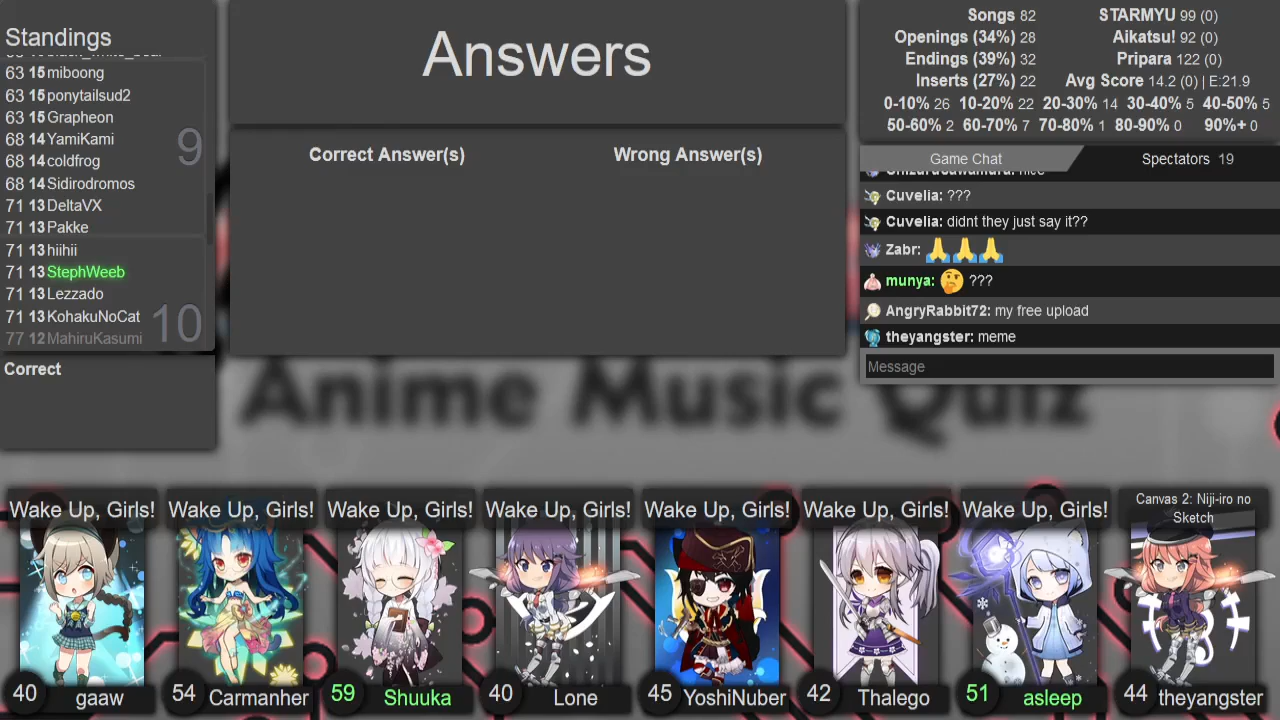 Standings
63 15 miboong
63 15 ponytailsud2
63 15 Grapheon
68 14 YamiKami
68 14 coldfrog
68 14 Sidirodromos
71 13 DeltaVX
71 13 Pakke
9
71 13 hiihii
71 13 StephWeeb
71 13 Lezzado
71 13 KohakuNoCat
77 12 MahiruKasumi
10
Correct
Answers
Correct Answer(s) Wrong Answer(s)
Songs 82 STARMYU 99 (0)
Openings (34%) 28 Aikatsu! 92 (0)
Endings (39%) 32 Pripara 122 (0)
Inserts (27%) 22 Avg Score 14.2 (0) | E:21.9
0-10% 26 10-20% 22 20-30% 14 30-40% 5 40-50% 5
50-60% 2 60-70% 7 70-80% 1 80-90% 0 90%+ 0
Game Chat Spectators 19
Cuvelia: ???
Cuvelia: didnt they just say it??
Zabr: 🙏🙏🙏
munya: 🤔 ???
AngryRabbit72: my free upload
theyangster: meme
Message
Anime Music Quiz
Wake Up, Girls! Wake Up, Girls! Wake Up, Girls! Wake Up, Girls! Wake Up, Girls! Wake Up, Girls! Wake Up, Girls! Canvas 2: Niji-iro no
Sketch
40 gaaw 54 Carmanher 59 Shuuka 40 Lone 45 YoshiNuber 42 Thalego 51 asleep 44 theyangster